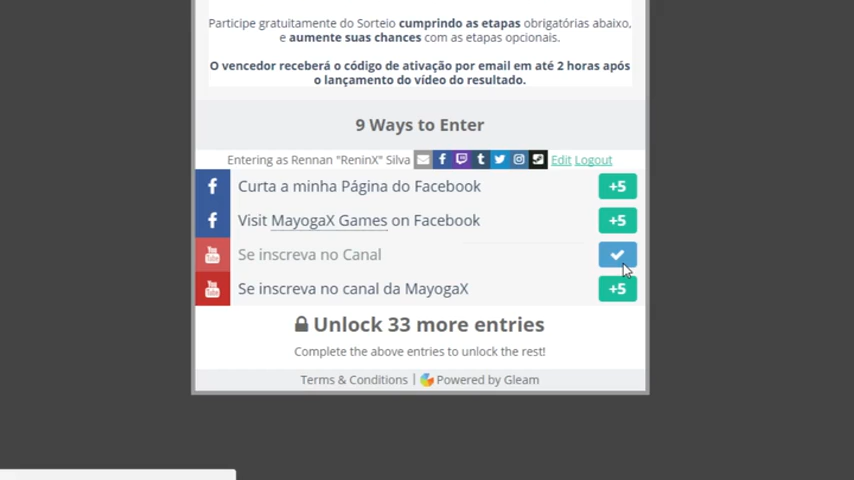 Participe gratuitamente do Sorteio cumprindo as etapas obrigatórias abaixo,
e aumente suas chances com as etapas opcionais.
O vencedor receberá o código de ativação por email em até 2 horas após
o lançamento do vídeo do resultado.
9 Ways to Enter
Entering as Rennan "ReninX" Silva Edit Logout
Curta a minha Página do Facebook +5
Visit MayogaX Games on Facebook +5
You Tube Se inscreva no Canal
You Tube Se inscreva no canal da MayogaX +5
Unlock 33 more entries
Complete the above entries to unlock the rest!
Terms & Conditions | Powered by Gleam